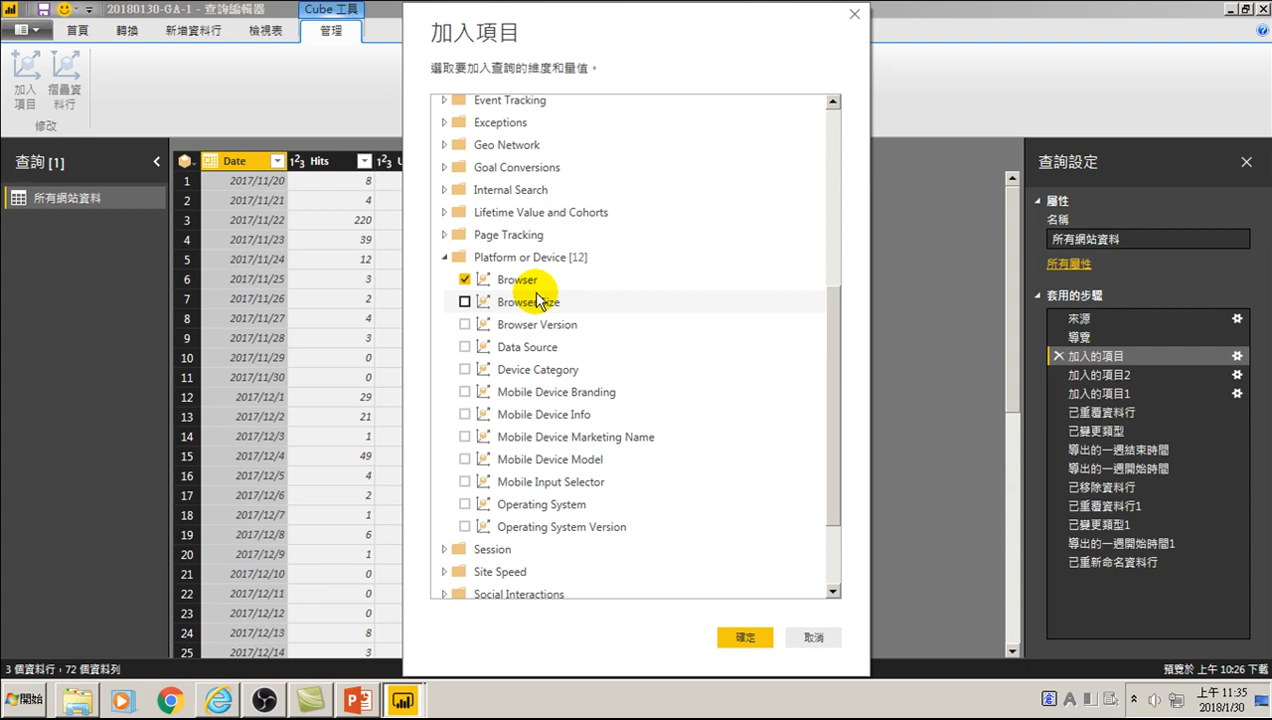 20180130-GA-1 - 查詢編輯器
Cube 工具
首頁 轉換 新增資料行 檢視表 管理
加入項目
摺疊資料行
修改
查詢 [1]
所有網站資料
Date Hits
1 2017/11/20 8
2 2017/11/21 4
3 2017/11/22 220
4 2017/11/23 39
5 2017/11/24 12
6 2017/11/25 3
7 2017/11/26 2
8 2017/11/27 4
9 2017/11/28 3
10 2017/11/29 0
11 2017/11/30 0
12 2017/12/1 29
13 2017/12/2 21
14 2017/12/3 1
15 2017/12/4 49
16 2017/12/5 4
17 2017/12/6 2
18 2017/12/7 1
19 2017/12/8 6
20 2017/12/9 1
21 2017/12/10 0
22 2017/12/11 0
23 2017/12/12 0
24 2017/12/13 8
25 2017/12/14 3
加入項目
選取要加入查詢的維度和量值。
Event Tracking
Exceptions
Geo Network
Goal Conversions
Internal Search
Lifetime Value and Cohorts
Page Tracking
Platform or Device [12]
Browser
Browser Size
Browser Version
Data Source
Device Category
Mobile Device Branding
Mobile Device Info
Mobile Device Marketing Name
Mobile Device Model
Mobile Input Selector
Operating System
Operating System Version
Session
Site Speed
Social Interactions
確定 取消
查詢設定
屬性
名稱
所有網站資料
所有屬性
套用的步驟
來源
導覽
加入的項目
加入的項目2
加入的項目1
已重覆資料行
已變更類型
導出的一週結束時間
導出的一週開始時間
已移除資料行
已重覆資料行1
已變更類型1
導出的一週開始時間1
已重新命名資料行
3 個資料行，72 個資料列
預覽於 上午 10:26 下載
開始
上午 11:35
2018/1/30